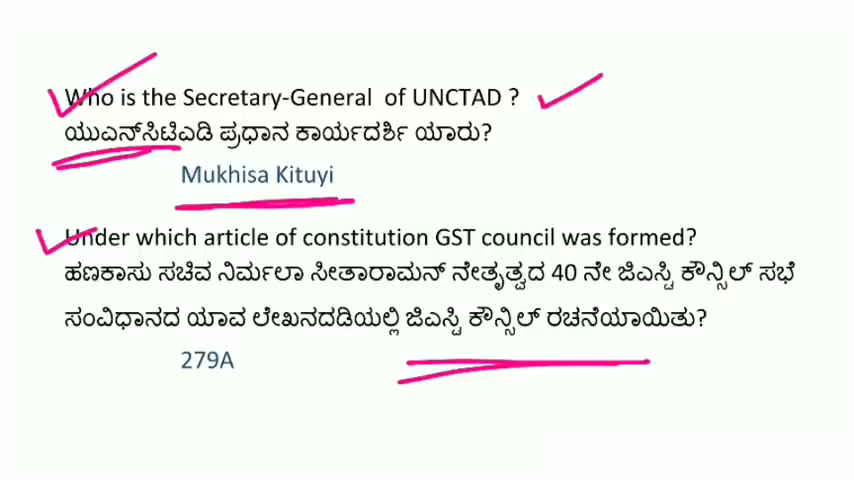 Who is the Secretary-General of UNCTAD ?
ಯುಎನ್‌ಸಿಟಿಎಡಿ ಪ್ರಧಾನ ಕಾರ್ಯದರ್ಶಿ ಯಾರು?
Mukhisa Kituyi
Under which article of constitution GST council was formed?
ಹಣಕಾಸು ಸಚಿವ ನಿರ್ಮಲಾ ಸೀತಾರಾಮನ್ ನೇತೃತ್ವದ 40 ನೇ ಜಿಎಸ್ಟಿ ಕೌನ್ಸಿಲ್ ಸಭೆ
ಸಂವಿಧಾನದ ಯಾವ ಲೇಖನದಡಿಯಲ್ಲಿ ಜಿಎಸ್ಟಿ ಕೌನ್ಸಿಲ್ ರಚನೆಯಾಯಿತು?
279A